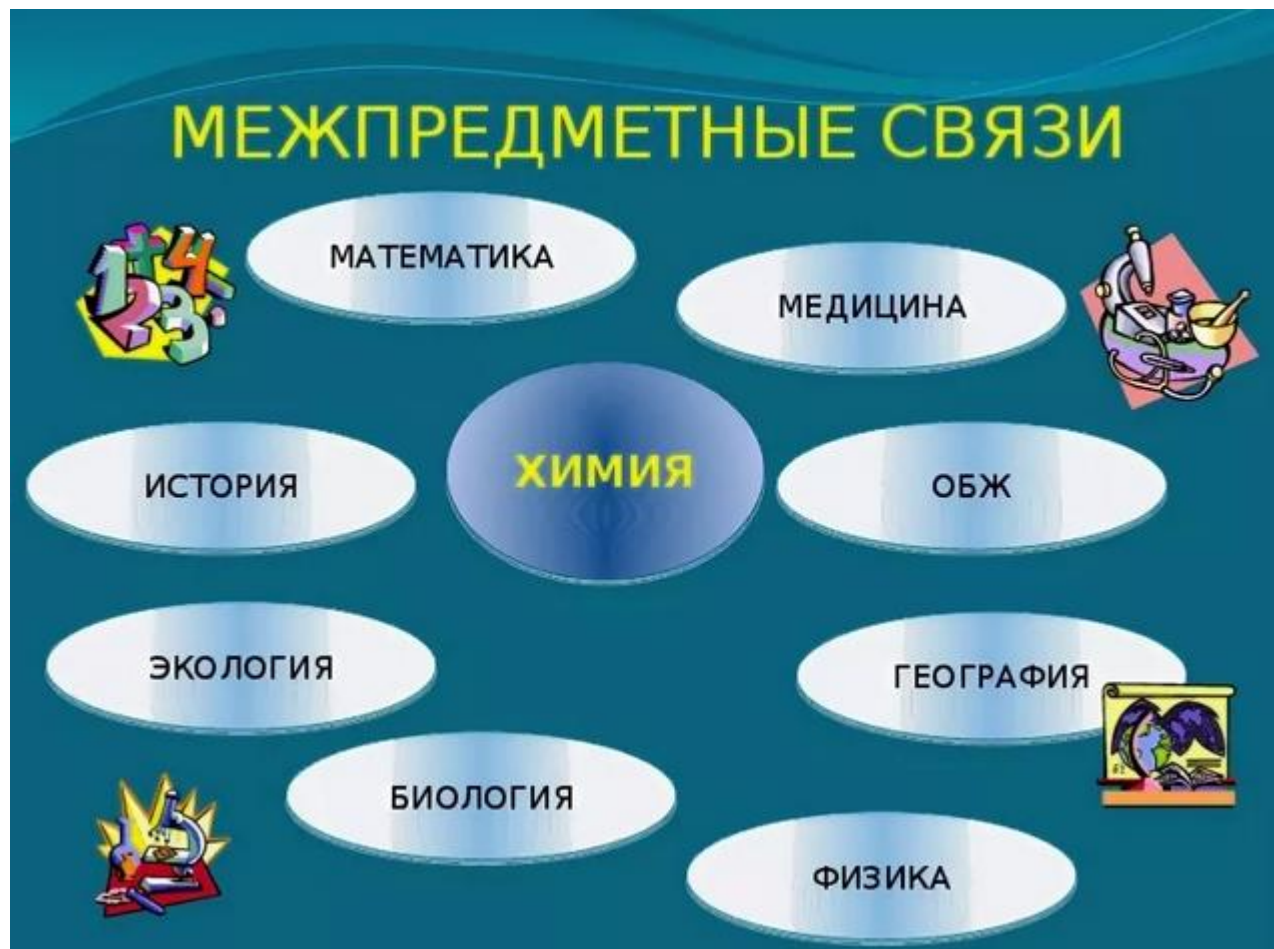 МЕЖПРЕДМЕТНЫЕ СВЯЗИ
МАТЕМАТИКА
МЕДИЦИНА
ХИМИЯ
ИСТОРИЯ
ОБЖ
ЭКОЛОГИЯ
ГЕОГРАФИЯ
БИОЛОГИЯ
ФИЗИКА